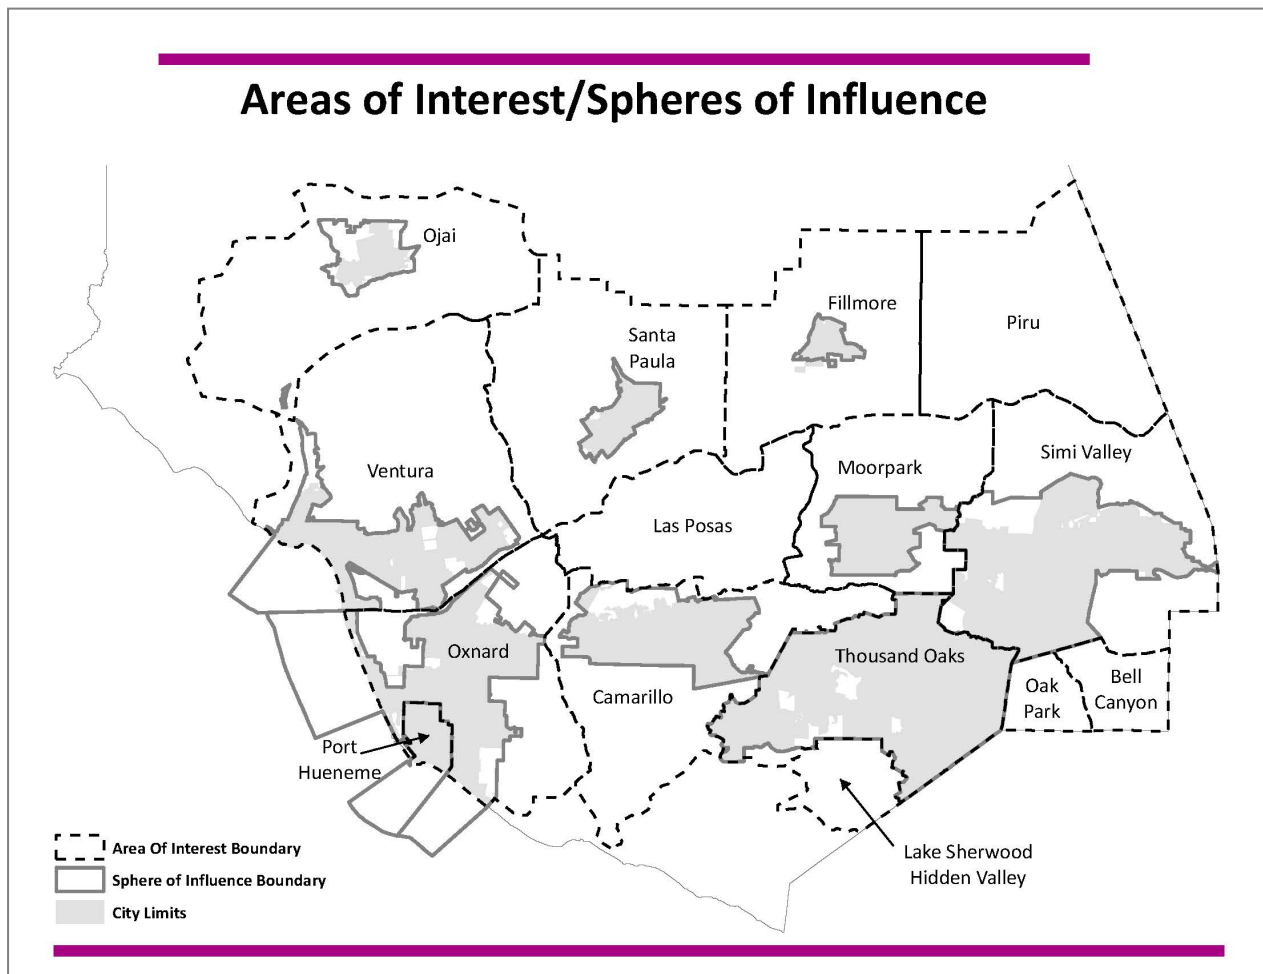 Areas of Interest/Spheres of Influence
Ojai
Fillmore
Piru
Santa
Paula
Ventura
Moorpark
Simi Valley
Las Posas
Oxnard
Camarillo
Thousand Oaks
Oak
Park
Bell
Canyon
Port
Hueneme
Lake Sherwood
Hidden Valley
Area Of Interest Boundary
Sphere of Influence Boundary
City Limits